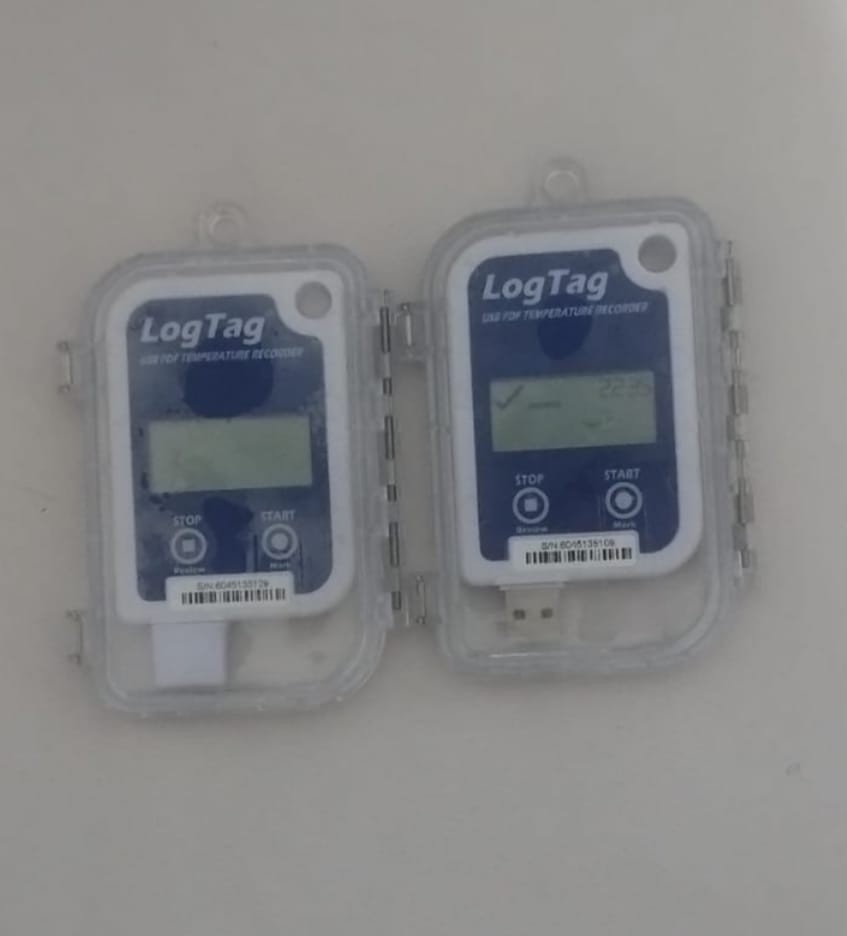 LogTag
USB PDF TEMPERATURE RECORDER
STOP
START
Review
Mark
LogTag
USB PDF TEMPERATURE RECORDER
STOP
START
Review
Mark